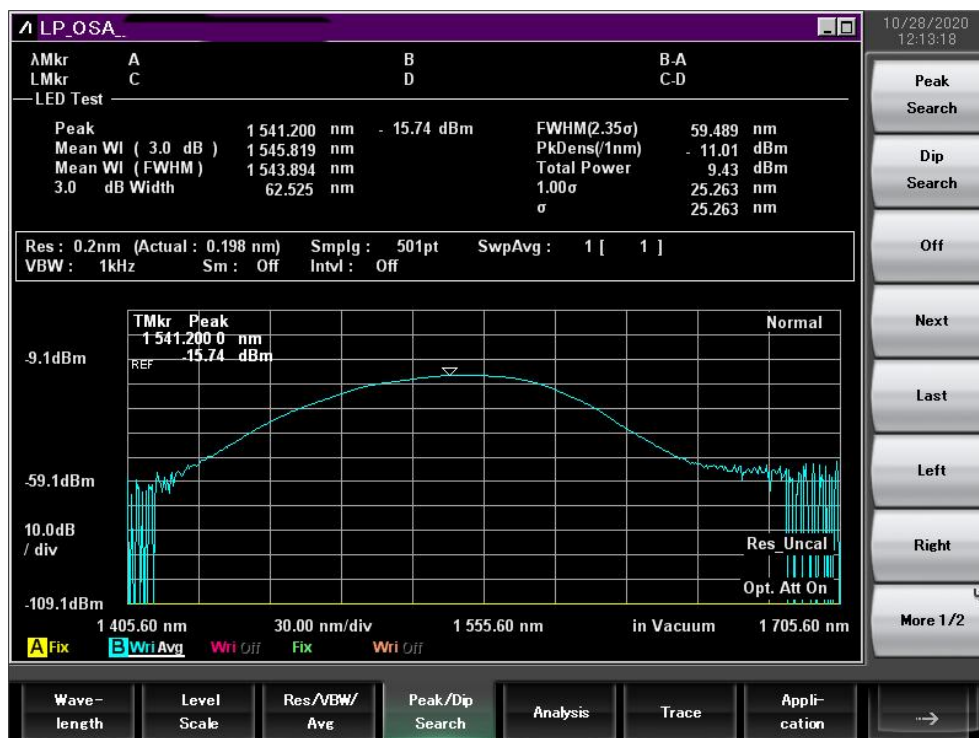 LP_OSA_
10/28/2020
12:13:18
λMkr A B B-A
LMkr C D C-D
LED Test
Peak 1 541.200 nm - 15.74 dBm FWHM(2.35σ) 59.489 nm
Mean Wl ( 3.0 dB ) 1 545.819 nm PkDens(/1nm) - 11.01 dBm
Mean Wl (FWHM) 1 543.894 nm Total Power 9.43 dBm
3.0 dB Width 62.525 nm 1.00σ 25.263 nm
σ 25.263 nm
Res : 0.2nm (Actual : 0.198 nm) Smplg : 501pt SwpAvg : 1 [ 1 ]
VBW : 1kHz Sm : Off Intvl : Off
TMkr Peak Normal
1 541.200 0 nm
-15.74 dBm
-9.1dBm
REF
-59.1dBm
10.0dB
/ div
Res_Uncal
Opt. Att On
-109.1dBm
1 405.60 nm 30.00 nm/div 1 555.60 nm in Vacuum 1 705.60 nm
A Fix B Wri Avg Wri Off Fix Wri Off
Peak
Search
Dip
Search
Off
Next
Last
Left
Right
More 1/2
Wave-
length
Level
Scale
Res/VBW/
Avg
Peak/Dip
Search
Analysis
Trace
Appli-
cation
→